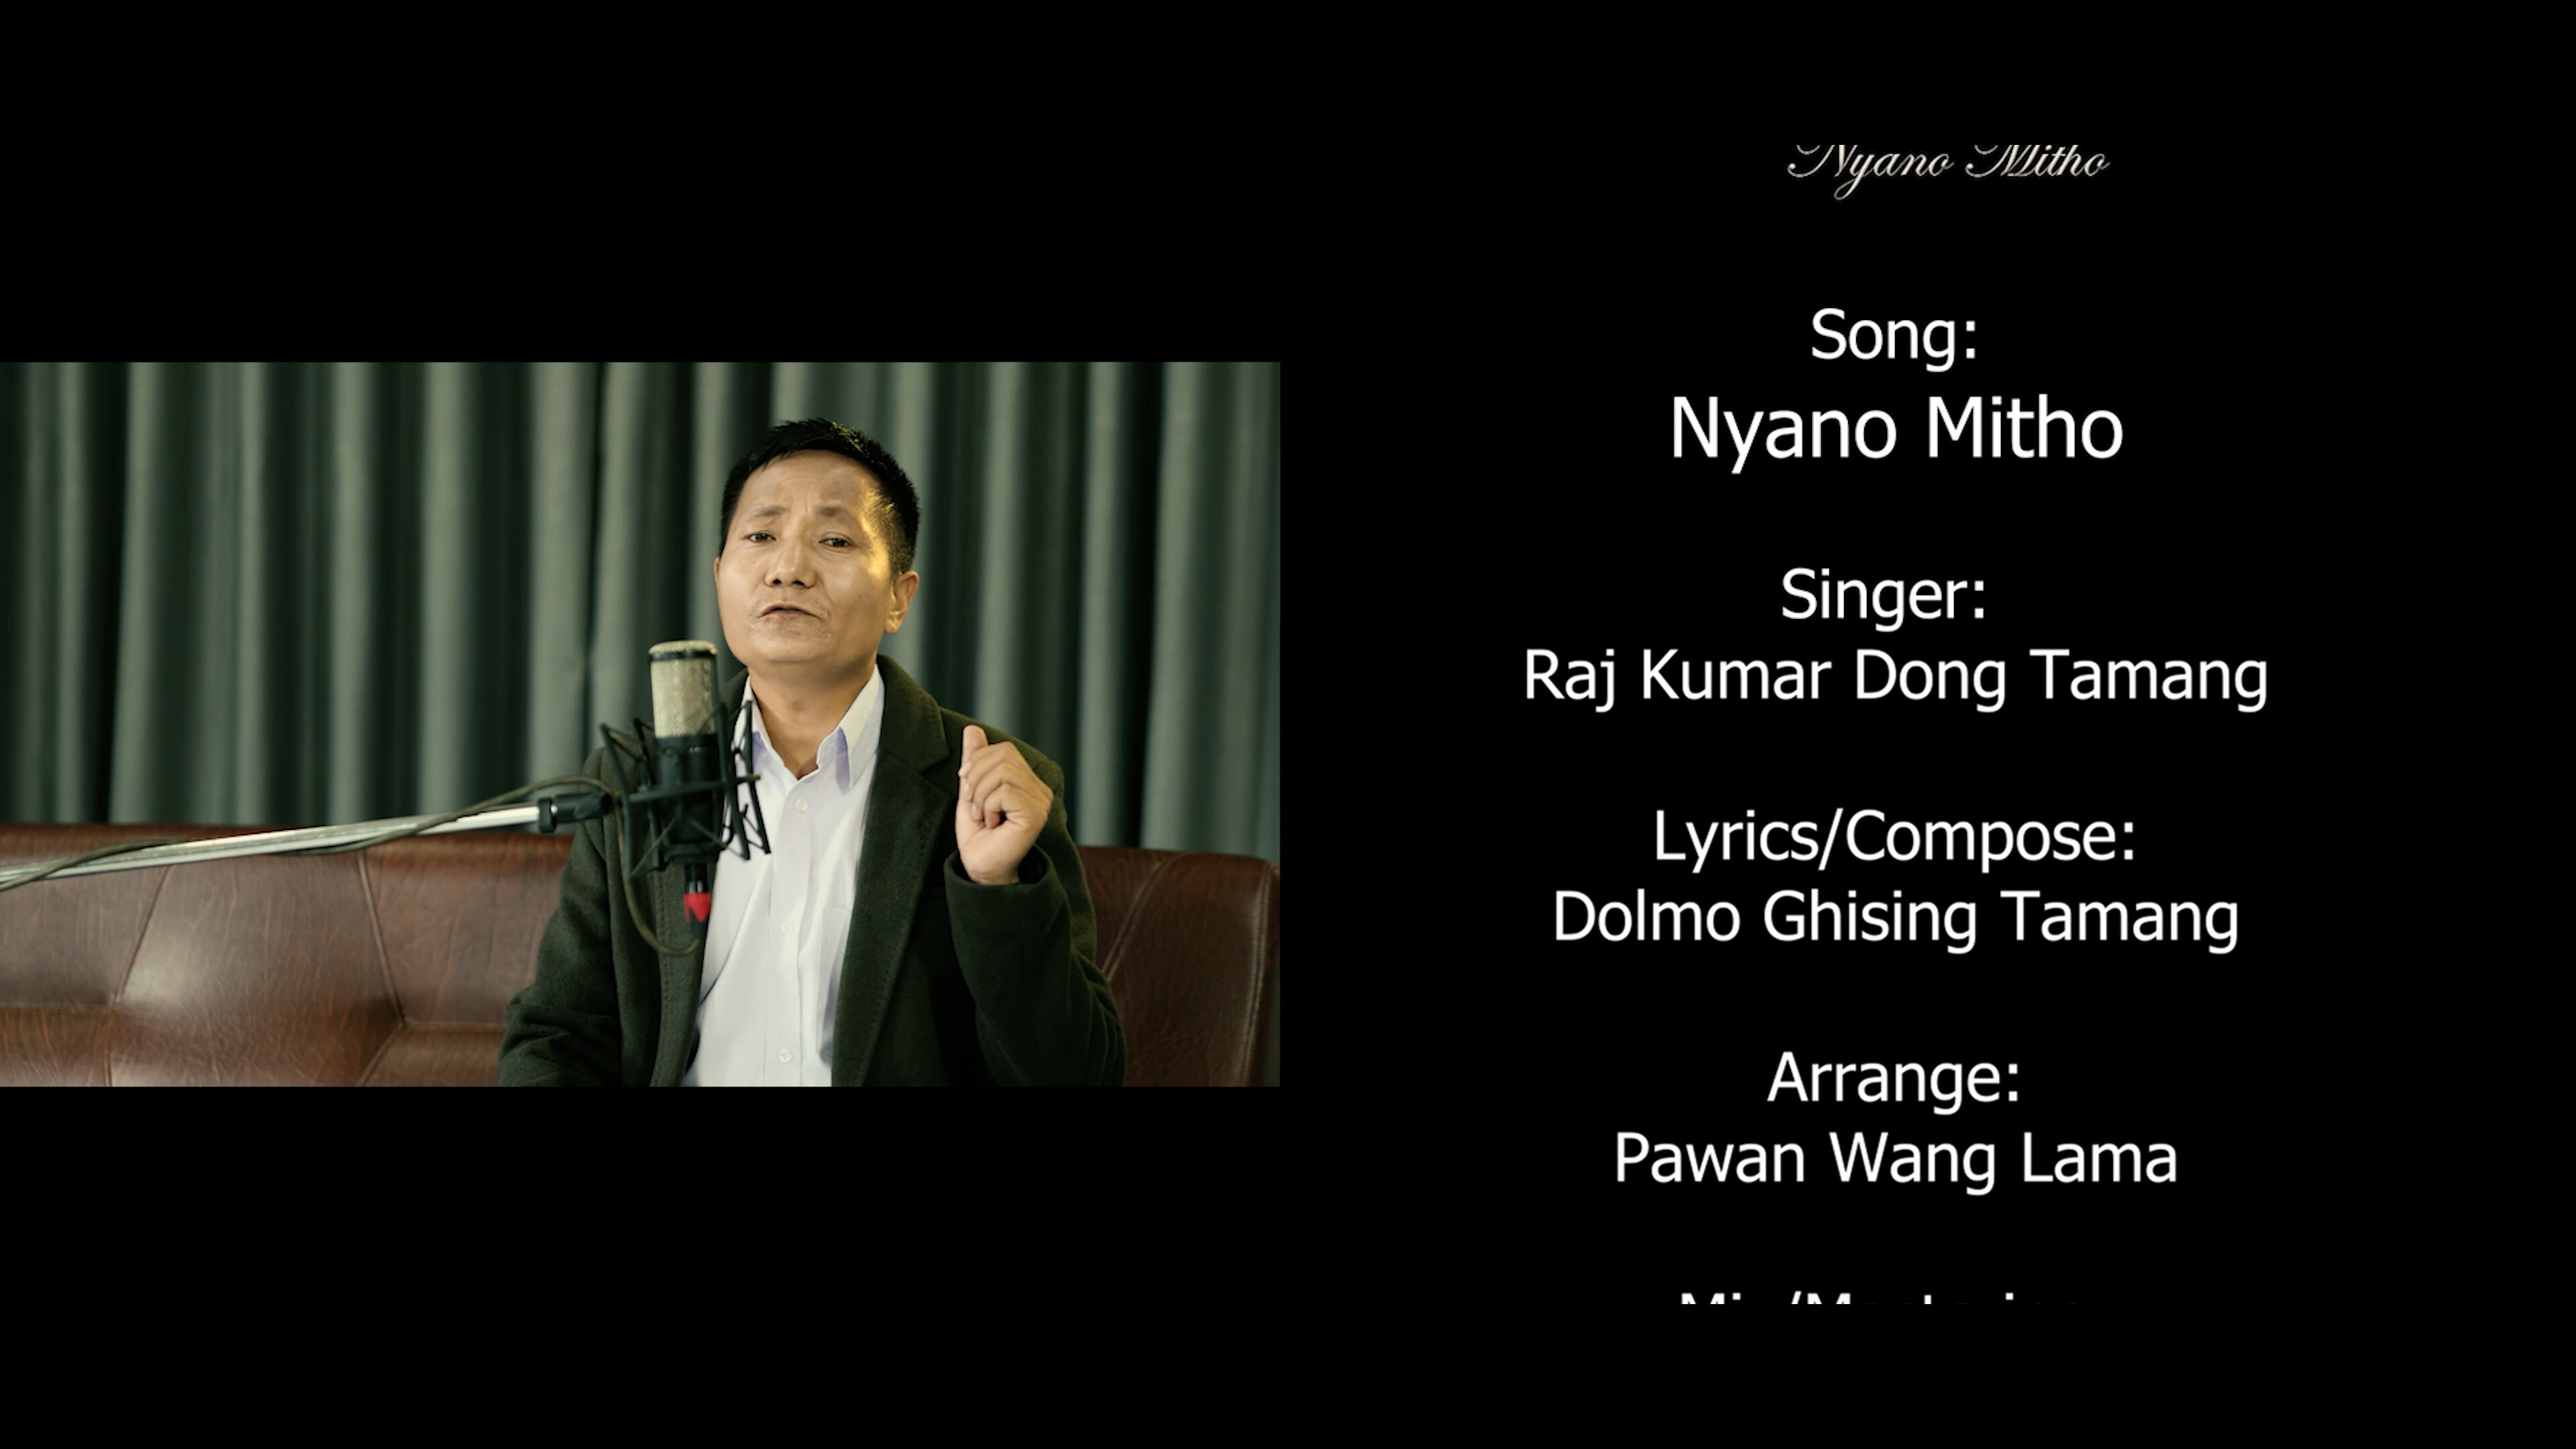 Nyano Mitho
Song:
Nyano Mitho
Singer:
Raj Kumar Dong Tamang
Lyrics/Compose:
Dolmo Ghising Tamang
Arrange:
Pawan Wang Lama